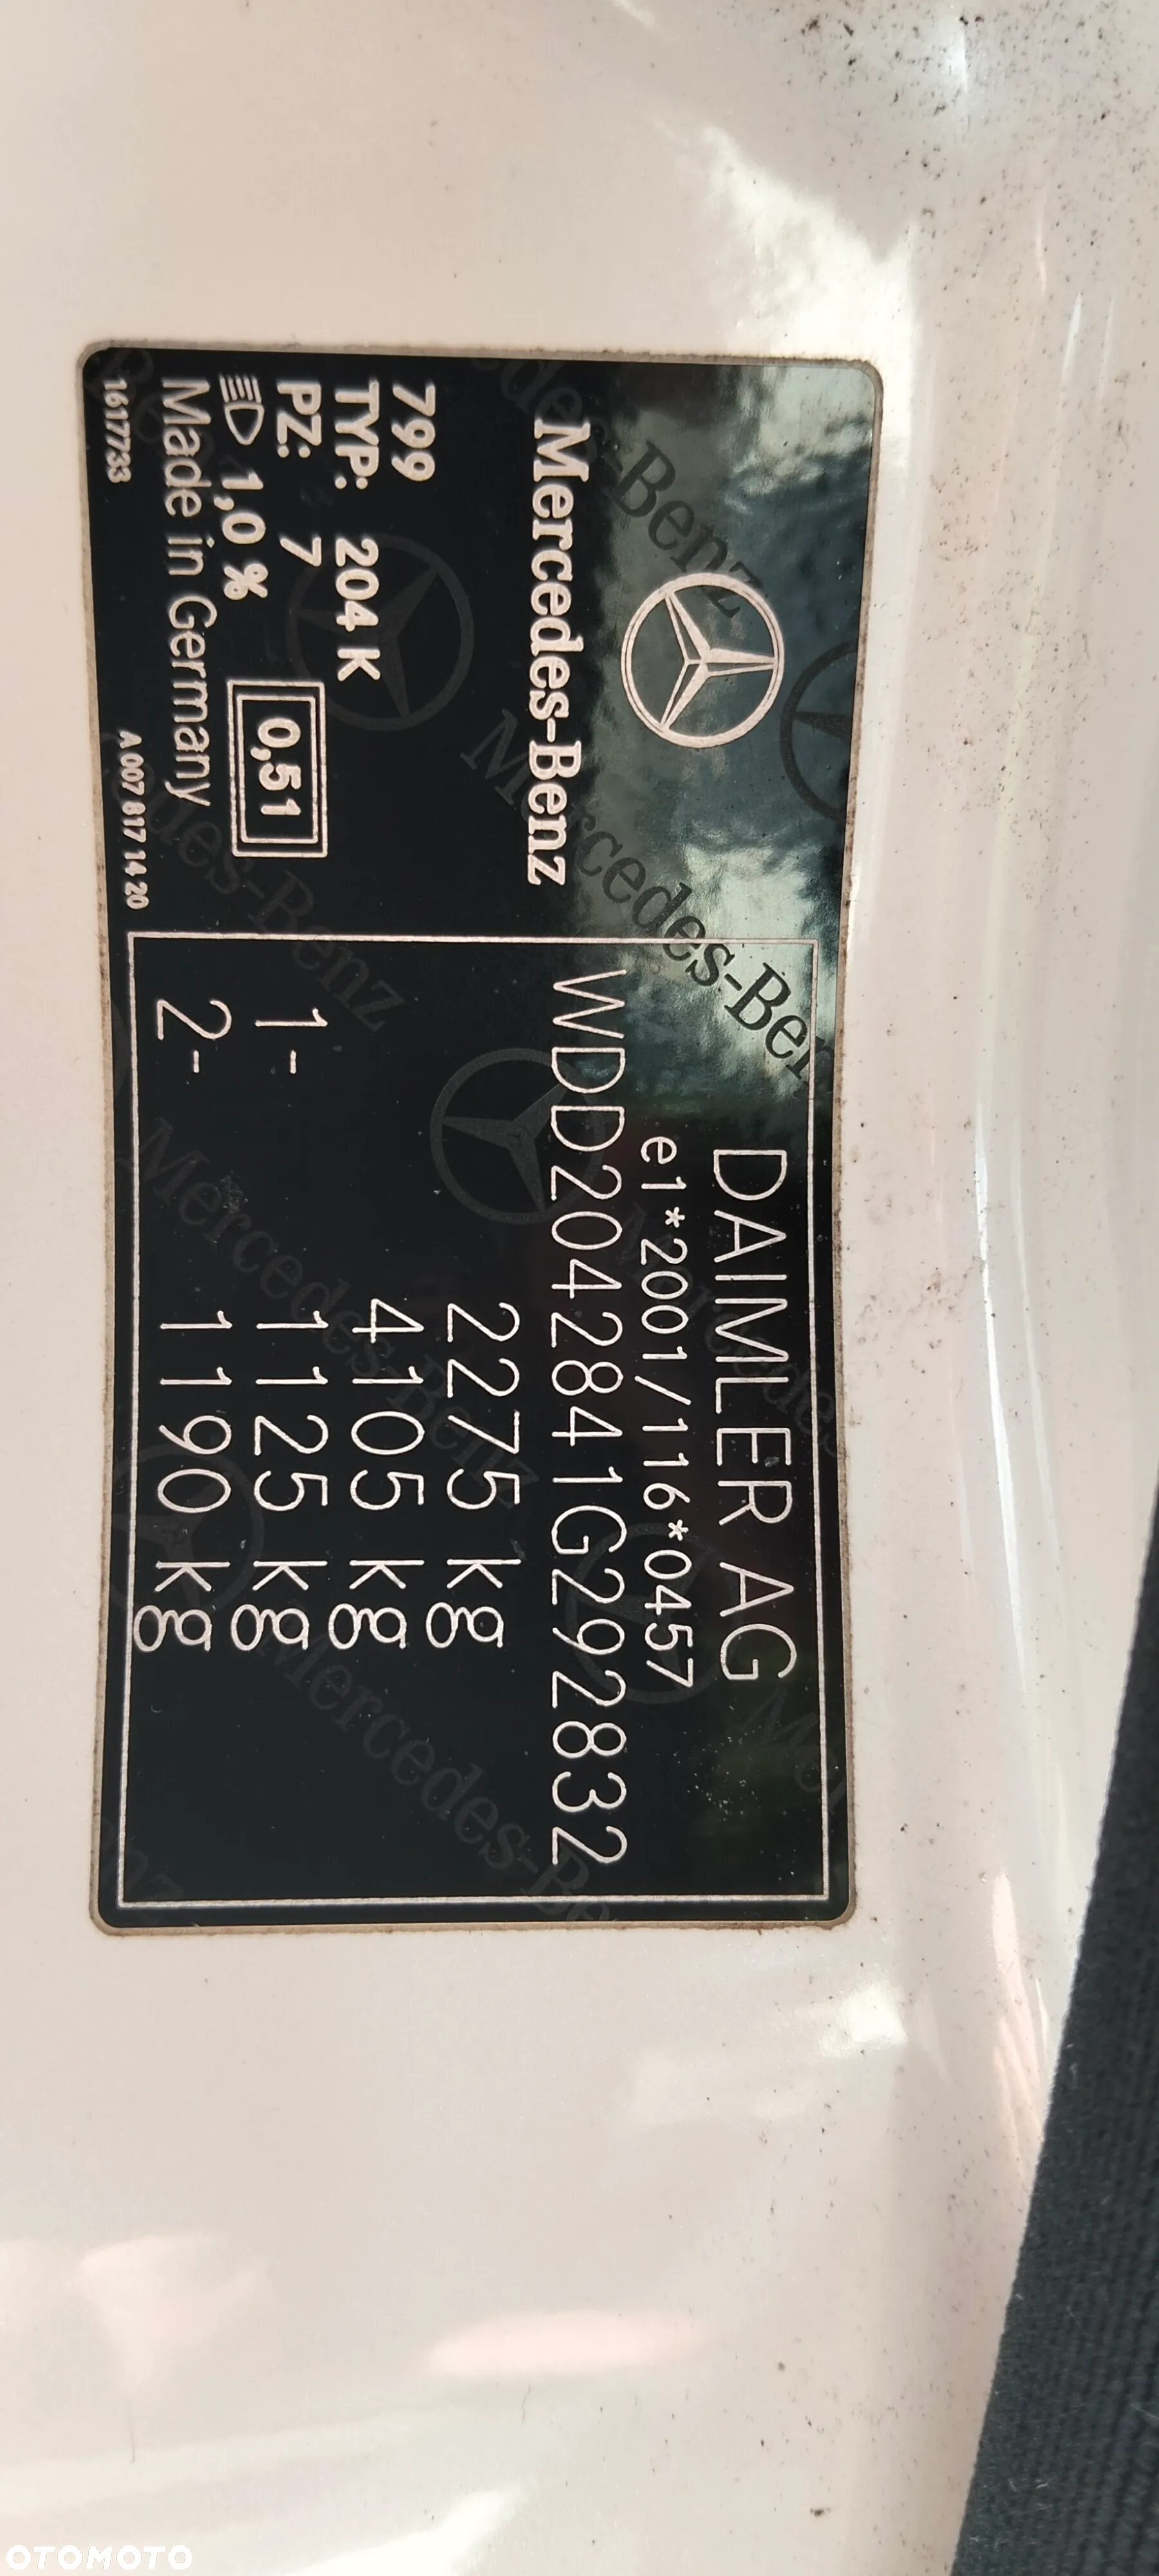 Mercedes-Benz
799
TYP: 204 K
PZ: 7
1,0 %
0,51
Made in Germany
1617733
A 007 817 14 20
DAIMLER AG
e1*2001/116*0457
WDD2042841G292832
2275 kg
4105 kg
1- 1125 kg
2- 1190 kg
OTOMOTO